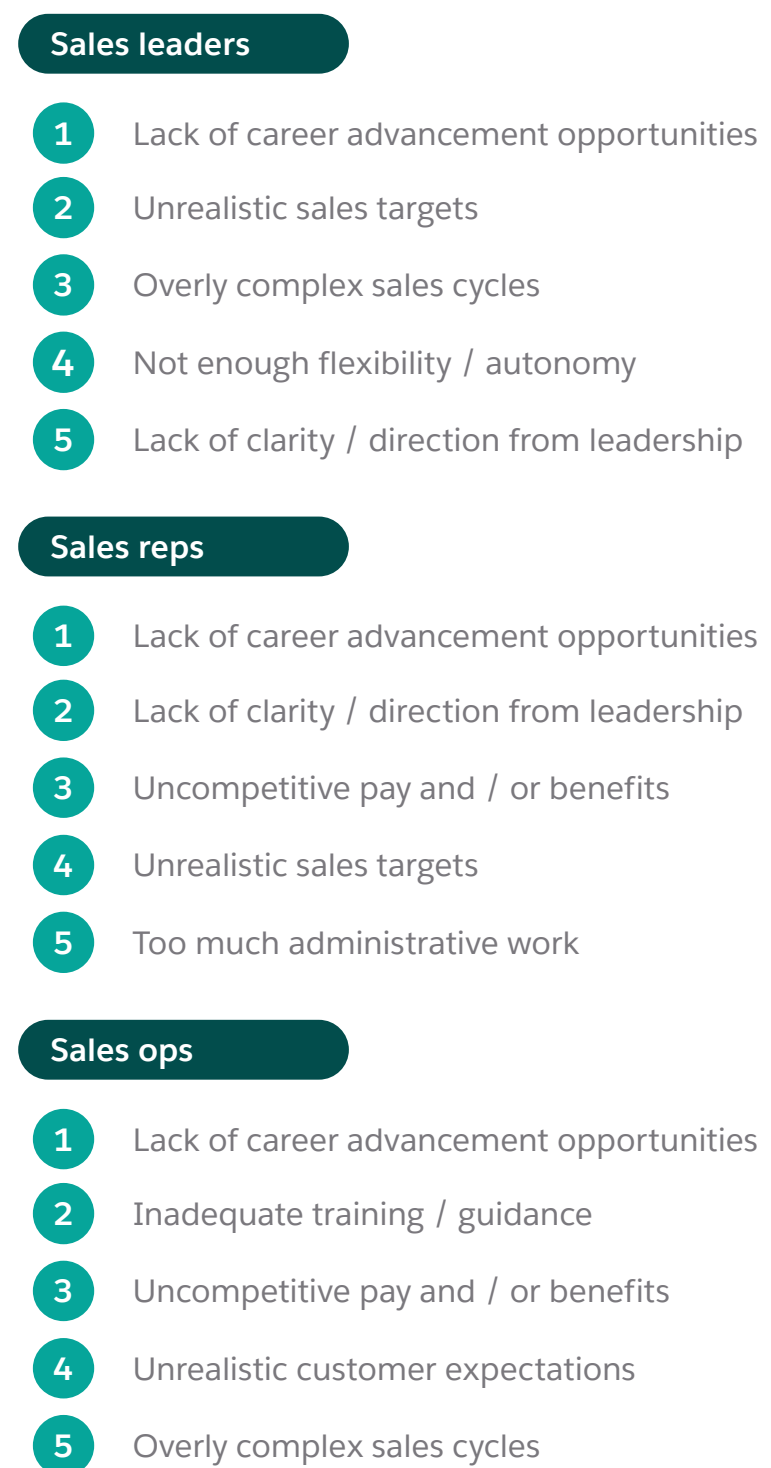 Sales leaders
1 Lack of career advancement opportunities
2 Unrealistic sales targets
3 Overly complex sales cycles
4 Not enough flexibility / autonomy
5 Lack of clarity / direction from leadership
Sales reps
1 Lack of career advancement opportunities
2 Lack of clarity / direction from leadership
3 Uncompetitive pay and / or benefits
4 Unrealistic sales targets
5 Too much administrative work
Sales ops
1 Lack of career advancement opportunities
2 Inadequate training / guidance
3 Uncompetitive pay and / or benefits
4 Unrealistic customer expectations
5 Overly complex sales cycles